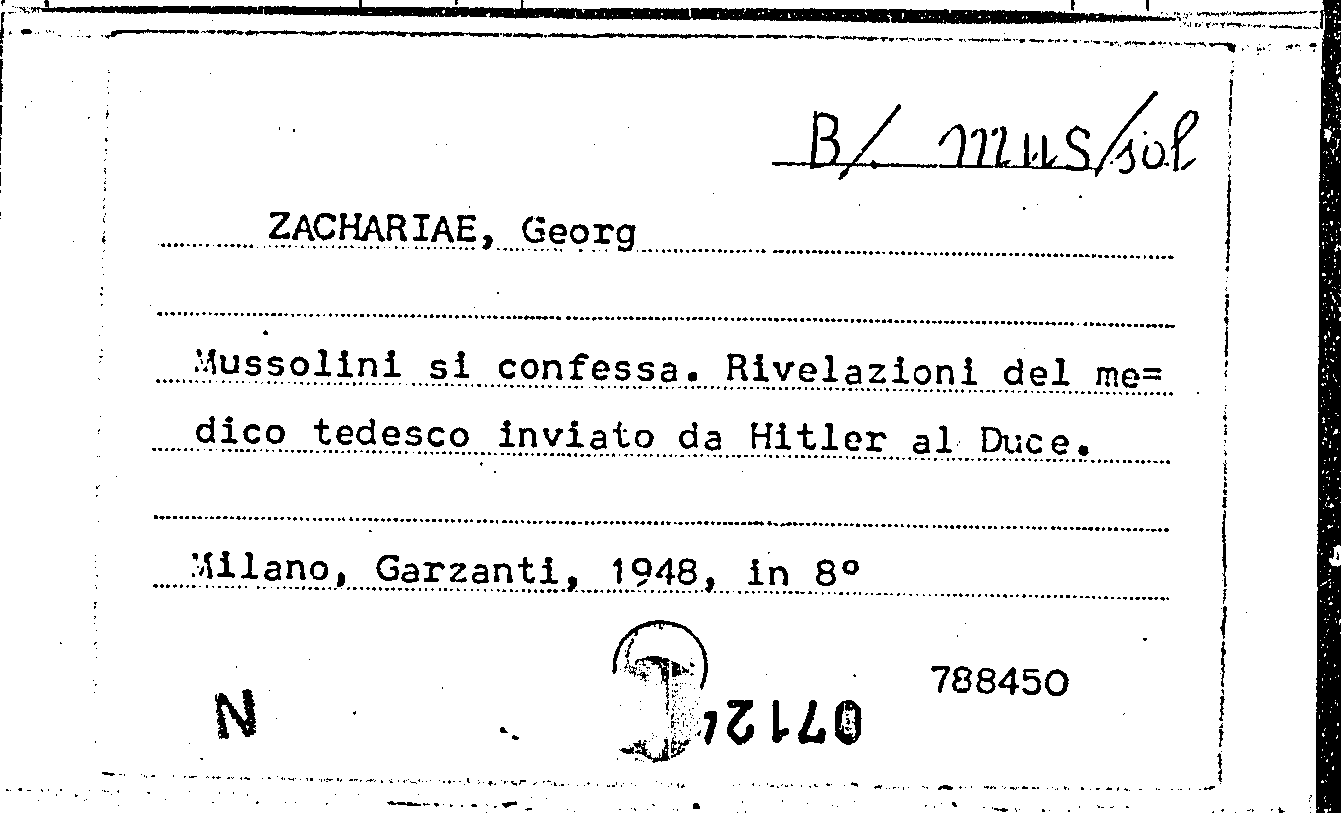 B/. mus/sol
ZACHARIAE, Georg
Mussolini si confessa. Rivelazioni del me=
dico tedesco inviato da Hitler al Duce.
Milano, Garzanti, 1948, in 8°
788450
N